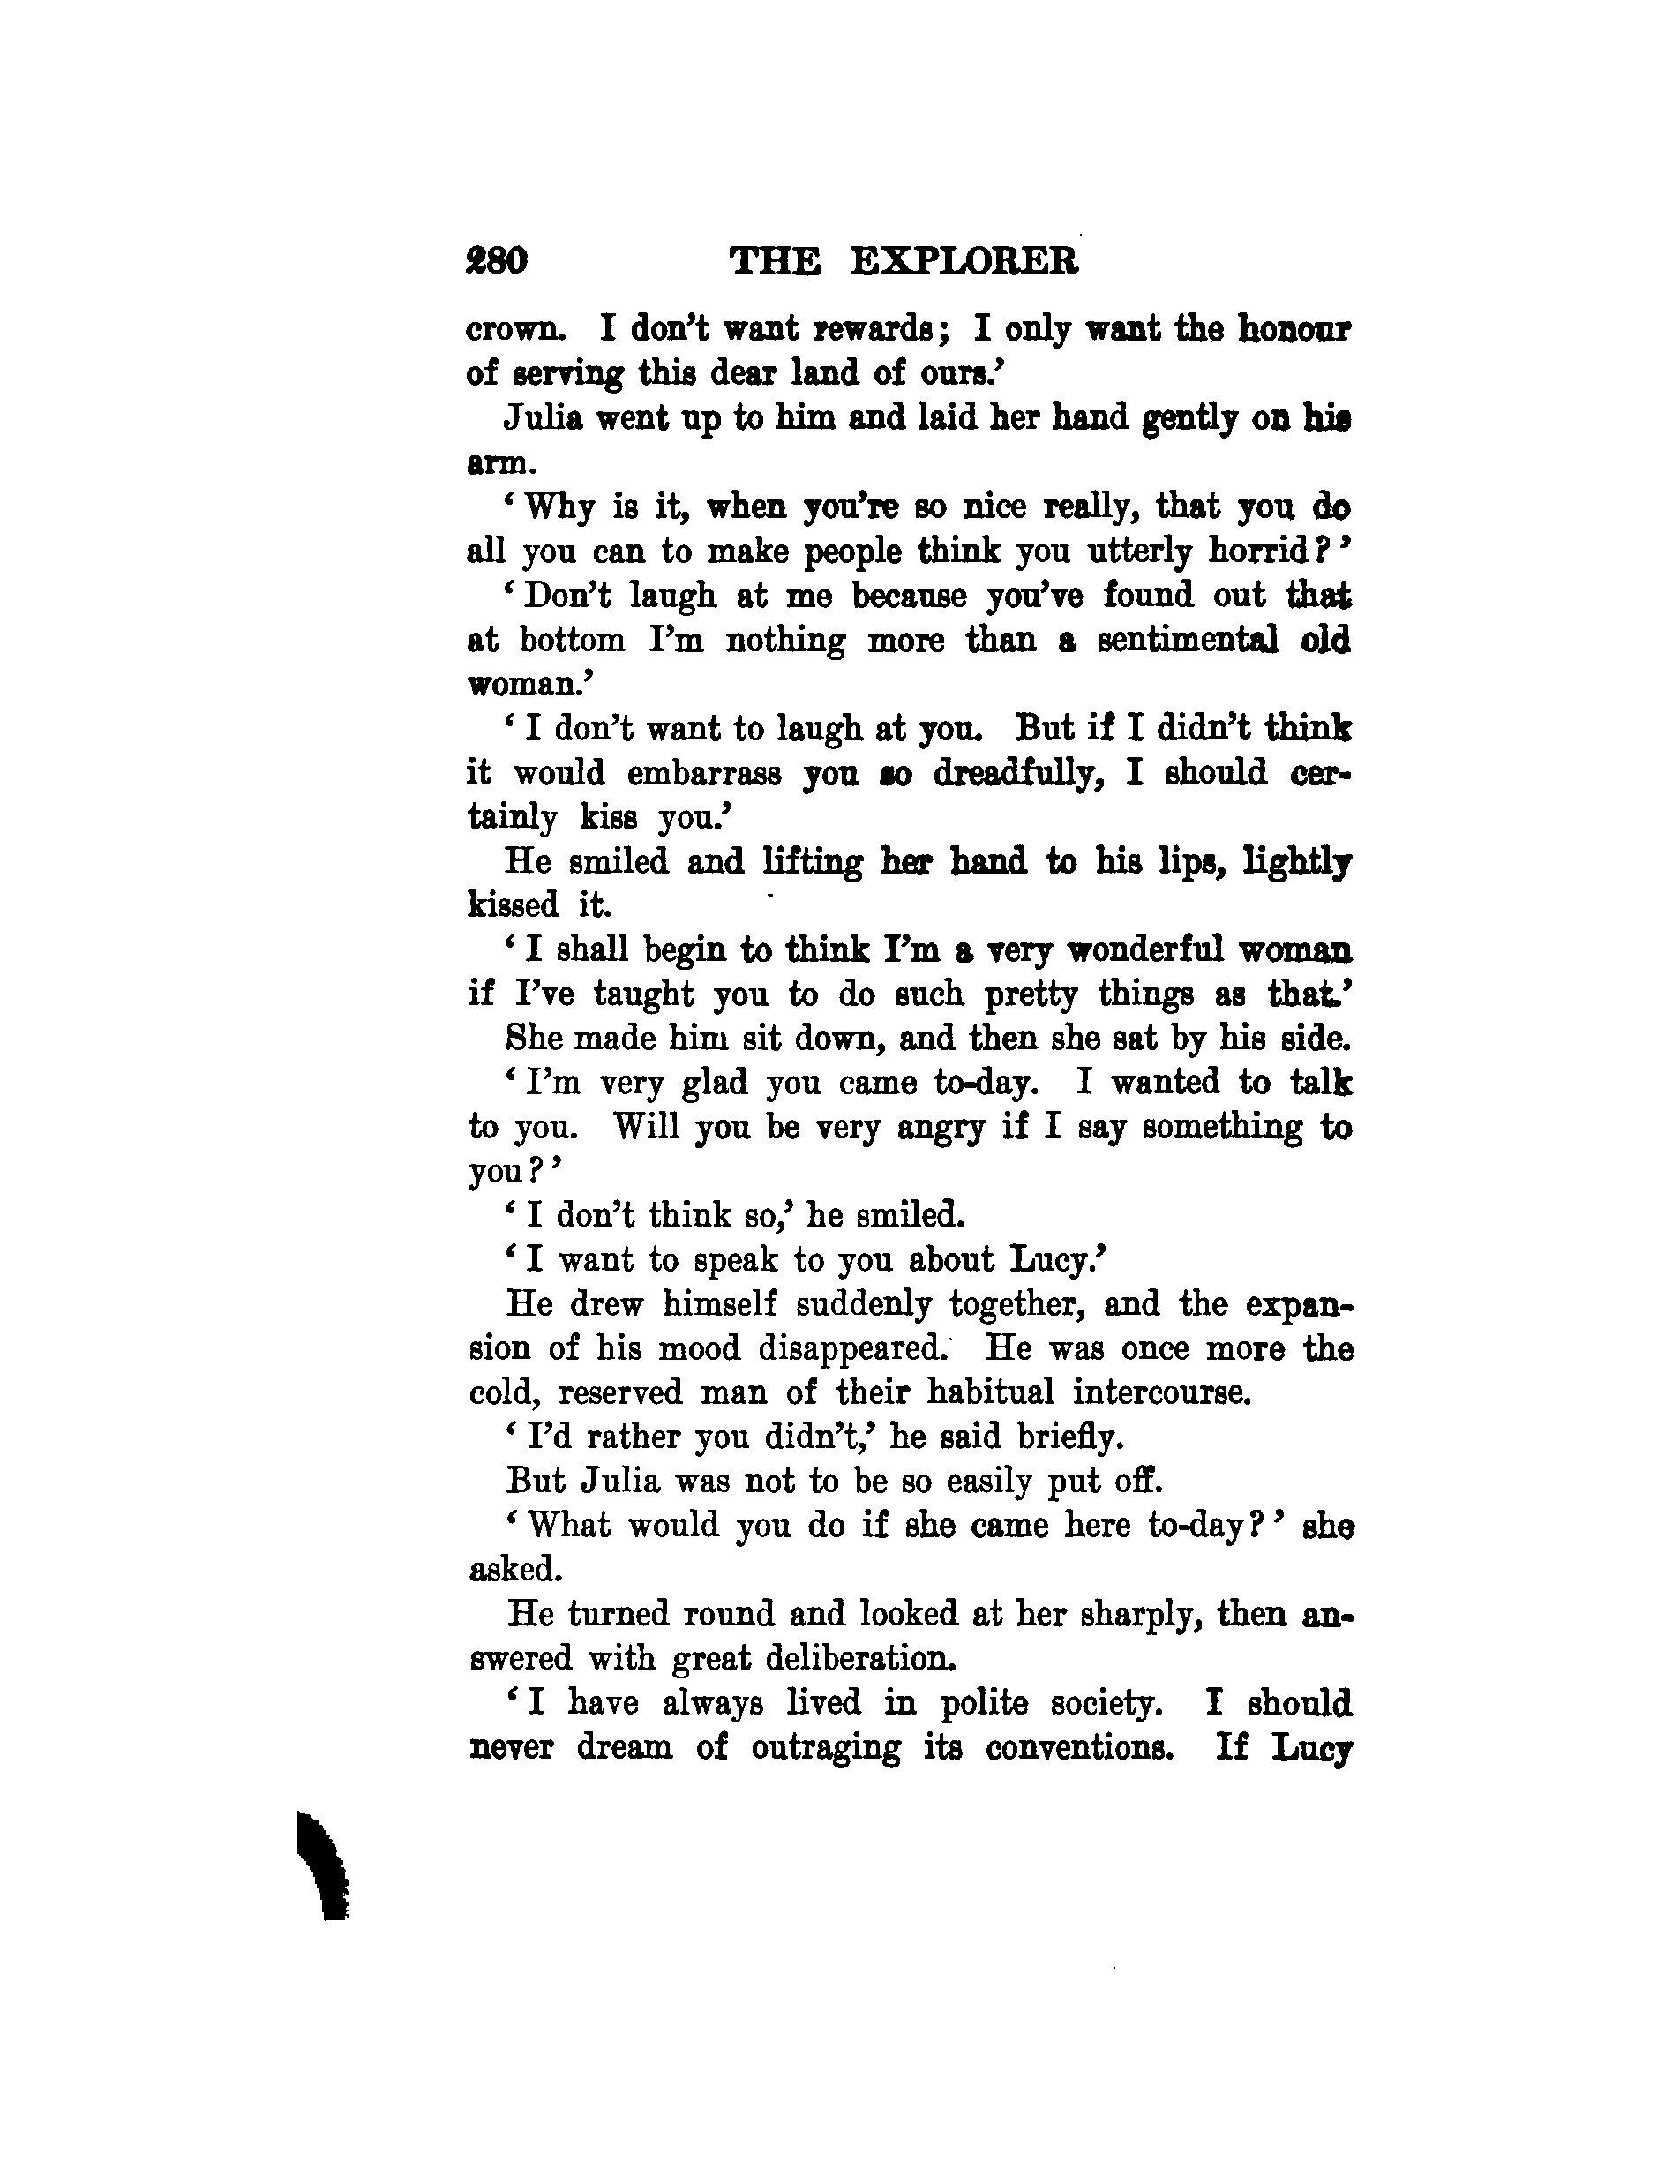 280 THE EXPLORER
crown. I don't want rewards; I only want the honour
of serving this dear land of ours.'
Julia went up to him and laid her hand gently on his
arm.
'Why is it, when you're so nice really, that you do
all you can to make people think you utterly horrid?'
'Don't laugh at me because you've found out that
at bottom I'm nothing more than a sentimental old
woman.'
'I don't want to laugh at you. But if I didn't think
it would embarrass you so dreadfully, I should cer-
tainly kiss you.'
He smiled and lifting her hand to his lips, lightly
kissed it.
'I shall begin to think I'm a very wonderful woman
if I've taught you to do such pretty things as that.'
She made him sit down, and then she sat by his side.
'I'm very glad you came to-day. I wanted to talk
to you. Will you be very angry if I say something to
you?'
'I don't think so,' he smiled.
'I want to speak to you about Lucy.'
He drew himself suddenly together, and the expan-
sion of his mood disappeared. He was once more the
cold, reserved man of their habitual intercourse.
'I'd rather you didn't,' he said briefly.
But Julia was not to be so easily put off.
'What would you do if she came here to-day?' she
asked.
He turned round and looked at her sharply, then an-
swered with great deliberation.
'I have always lived in polite society. I should
never dream of outraging its conventions. If Lucy